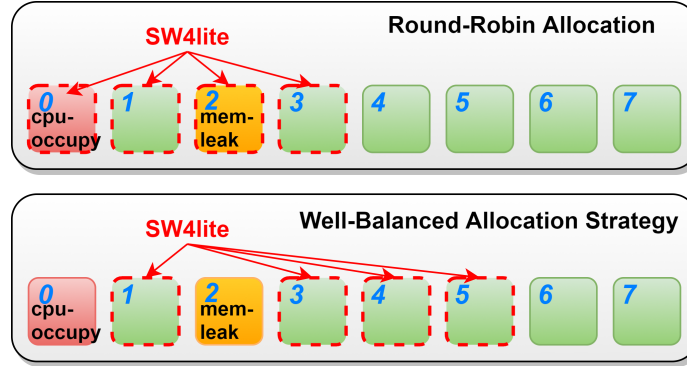 Round-Robin Allocation
SW4lite
0 1 2 3 4 5 6 7
cpu- mem-
occupy leak
Well-Balanced Allocation Strategy
SW4lite
0 1 2 3 4 5 6 7
cpu- mem-
occupy leak